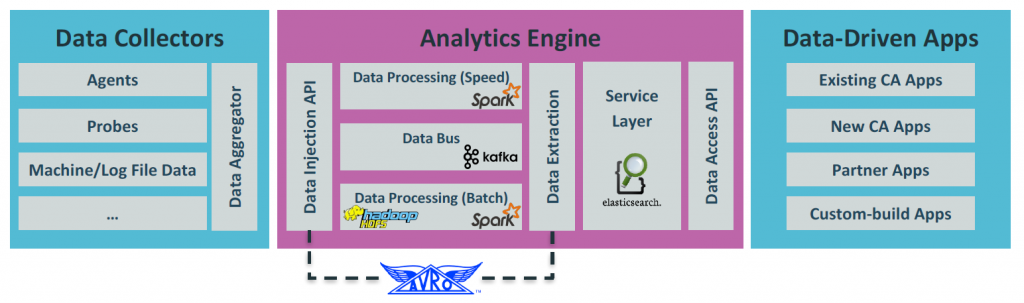 Data Collectors
Agents
Probes
Machine/Log File Data
...
Data Aggregator
Analytics Engine
Data Injection API
Data Processing (Speed)
Spark
Data Bus
kafka
Data Processing (Batch)
hadoop
HDFS
Spark
Data Extraction
Service
Layer
elasticsearch.
Data Access API
AVRO
TM
Data-Driven Apps
Existing CA Apps
New CA Apps
Partner Apps
Custom-build Apps